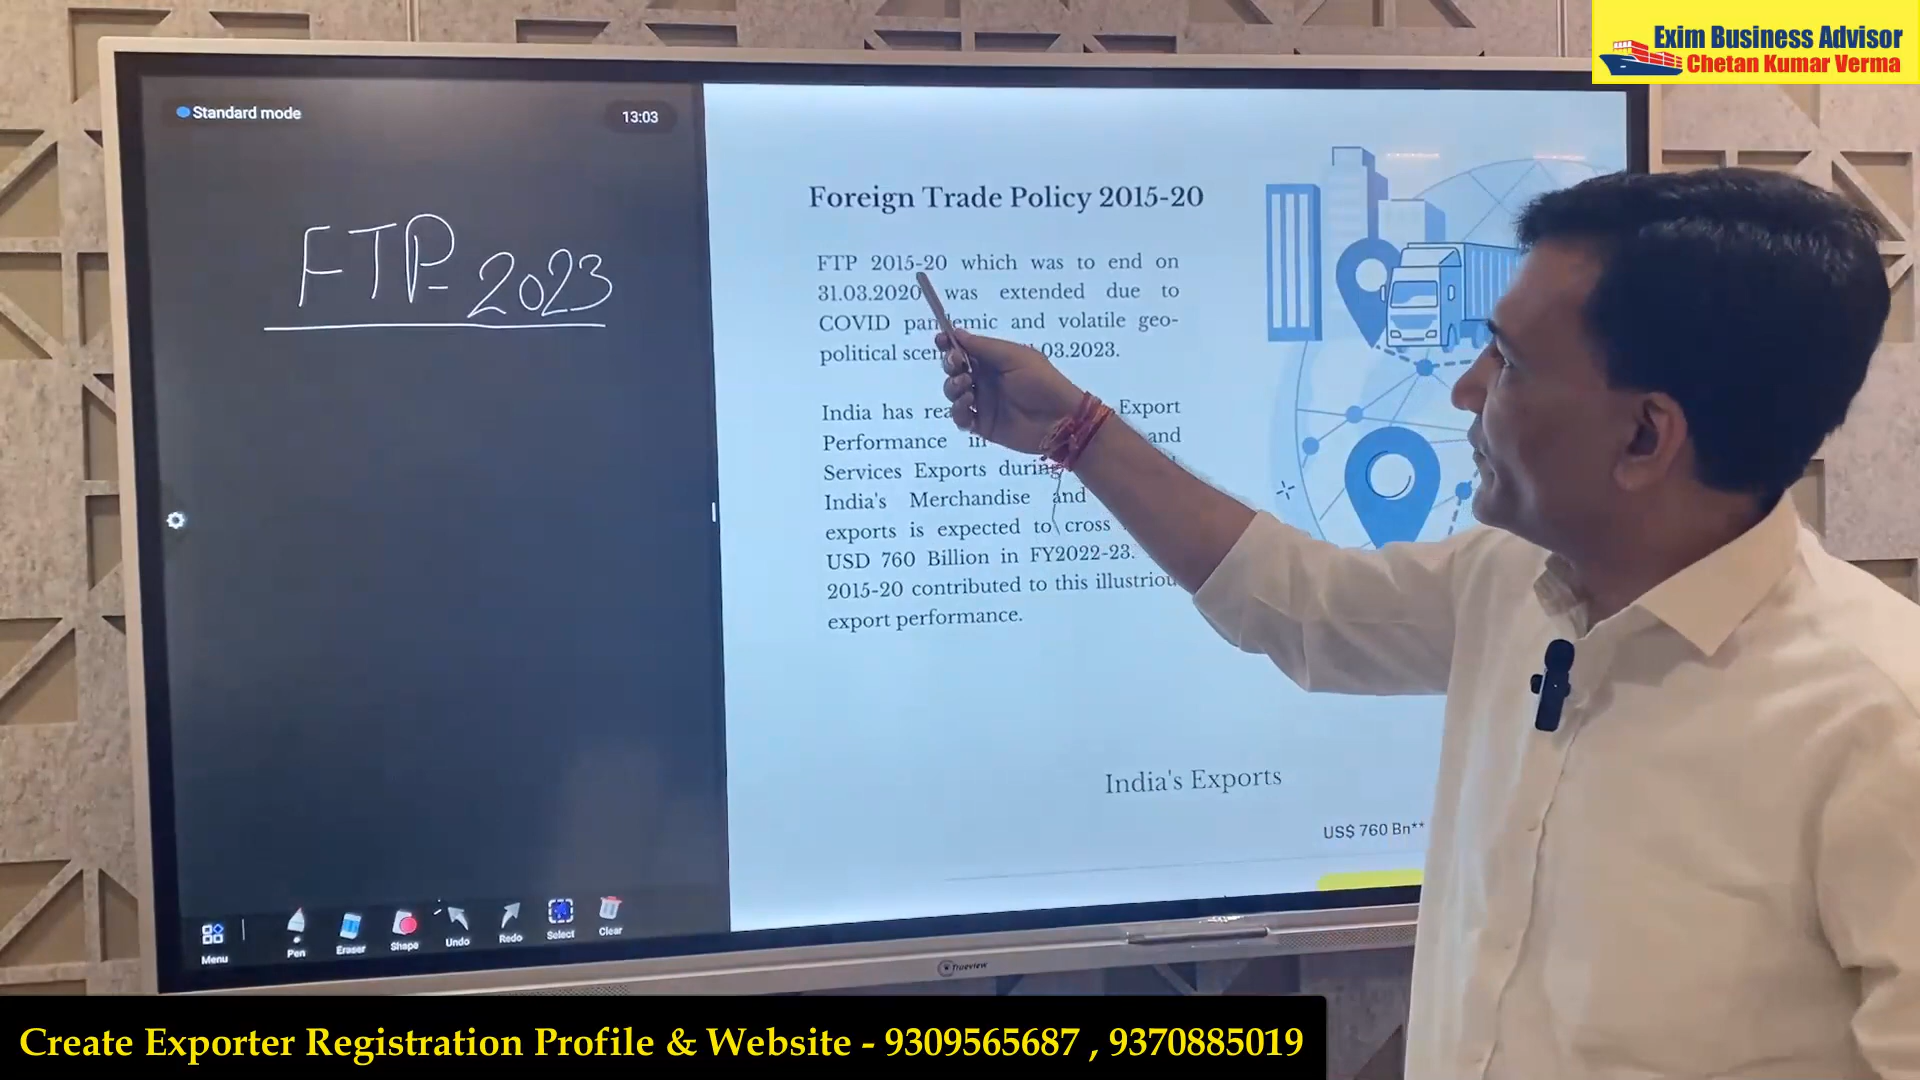 Exim Business Advisor
Chetan Kumar Verma
Standard mode
13:03
FTP-2023
Foreign Trade Policy 2015-20
FTP 2015-20 which was to end on
31.03.2020 was extended due to
COVID pandemic and volatile geo-
political 03.2023.
India has Export
Performance and
Services Exports during
India's Merchandise and
exports is expected to cross
USD 760 Billion in FY2022-23.
2015-20 contributed to this illustriou
export performance.
India's Exports
US$ 760 Bn**
Menu
Pen
Eraser
Shape
Undo
Redo
Select
Clear
Trueview
Create Exporter Registration Profile & Website - 9309565687 , 9370885019